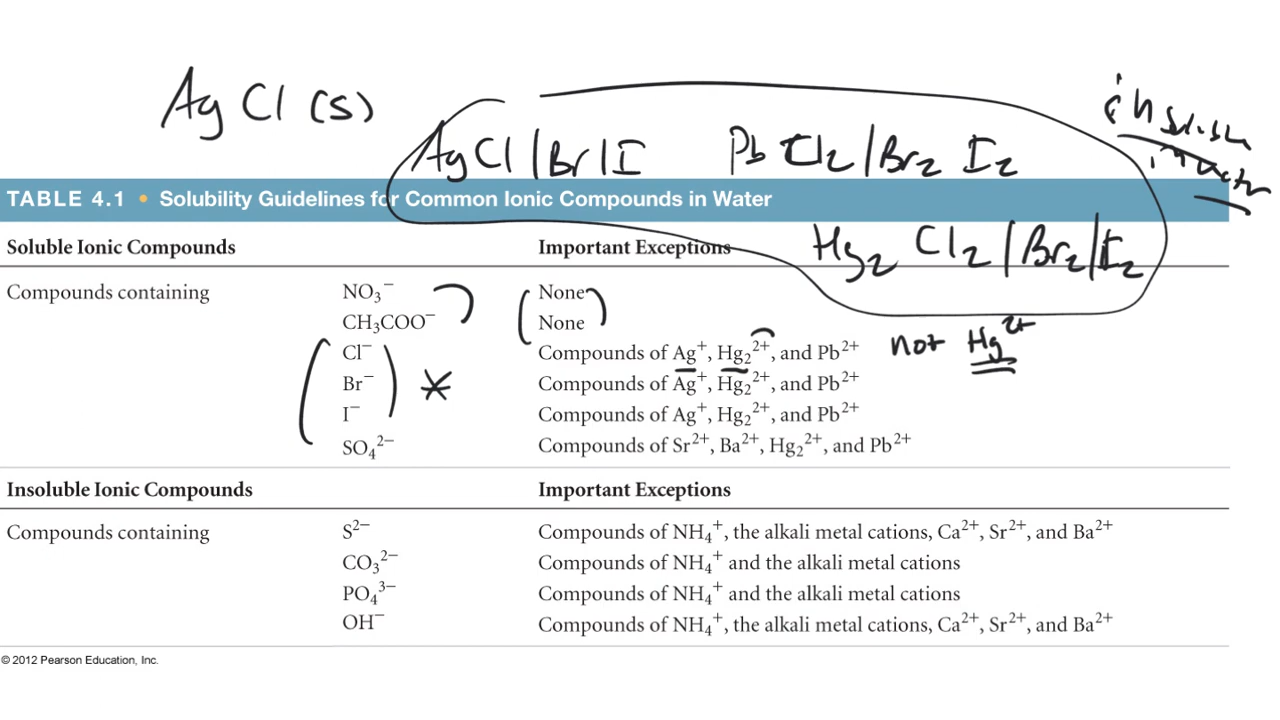 AgCl (s)
insoluble
in water
AgCl/Br/I PbCl₂/Br₂ I₂
TABLE 4.1 • Solubility Guidelines for Common Ionic Compounds in Water
Hg₂ Cl₂/Br₂/I₂
Soluble Ionic Compounds Important Exceptions
Compounds containing NO₃⁻ None
CH₃COO⁻ None
not Hg²⁺
Cl⁻ Compounds of Ag⁺, Hg₂²⁺, and Pb²⁺
Br⁻ Compounds of Ag⁺, Hg₂²⁺, and Pb²⁺
I⁻ Compounds of Ag⁺, Hg₂²⁺, and Pb²⁺
SO₄²⁻ Compounds of Sr²⁺, Ba²⁺, Hg₂²⁺, and Pb²⁺
Insoluble Ionic Compounds Important Exceptions
Compounds containing S²⁻ Compounds of NH₄⁺, the alkali metal cations, Ca²⁺, Sr²⁺, and Ba²⁺
CO₃²⁻ Compounds of NH₄⁺ and the alkali metal cations
PO₄³⁻ Compounds of NH₄⁺ and the alkali metal cations
OH⁻ Compounds of NH₄⁺, the alkali metal cations, Ca²⁺, Sr²⁺, and Ba²⁺
© 2012 Pearson Education, Inc.